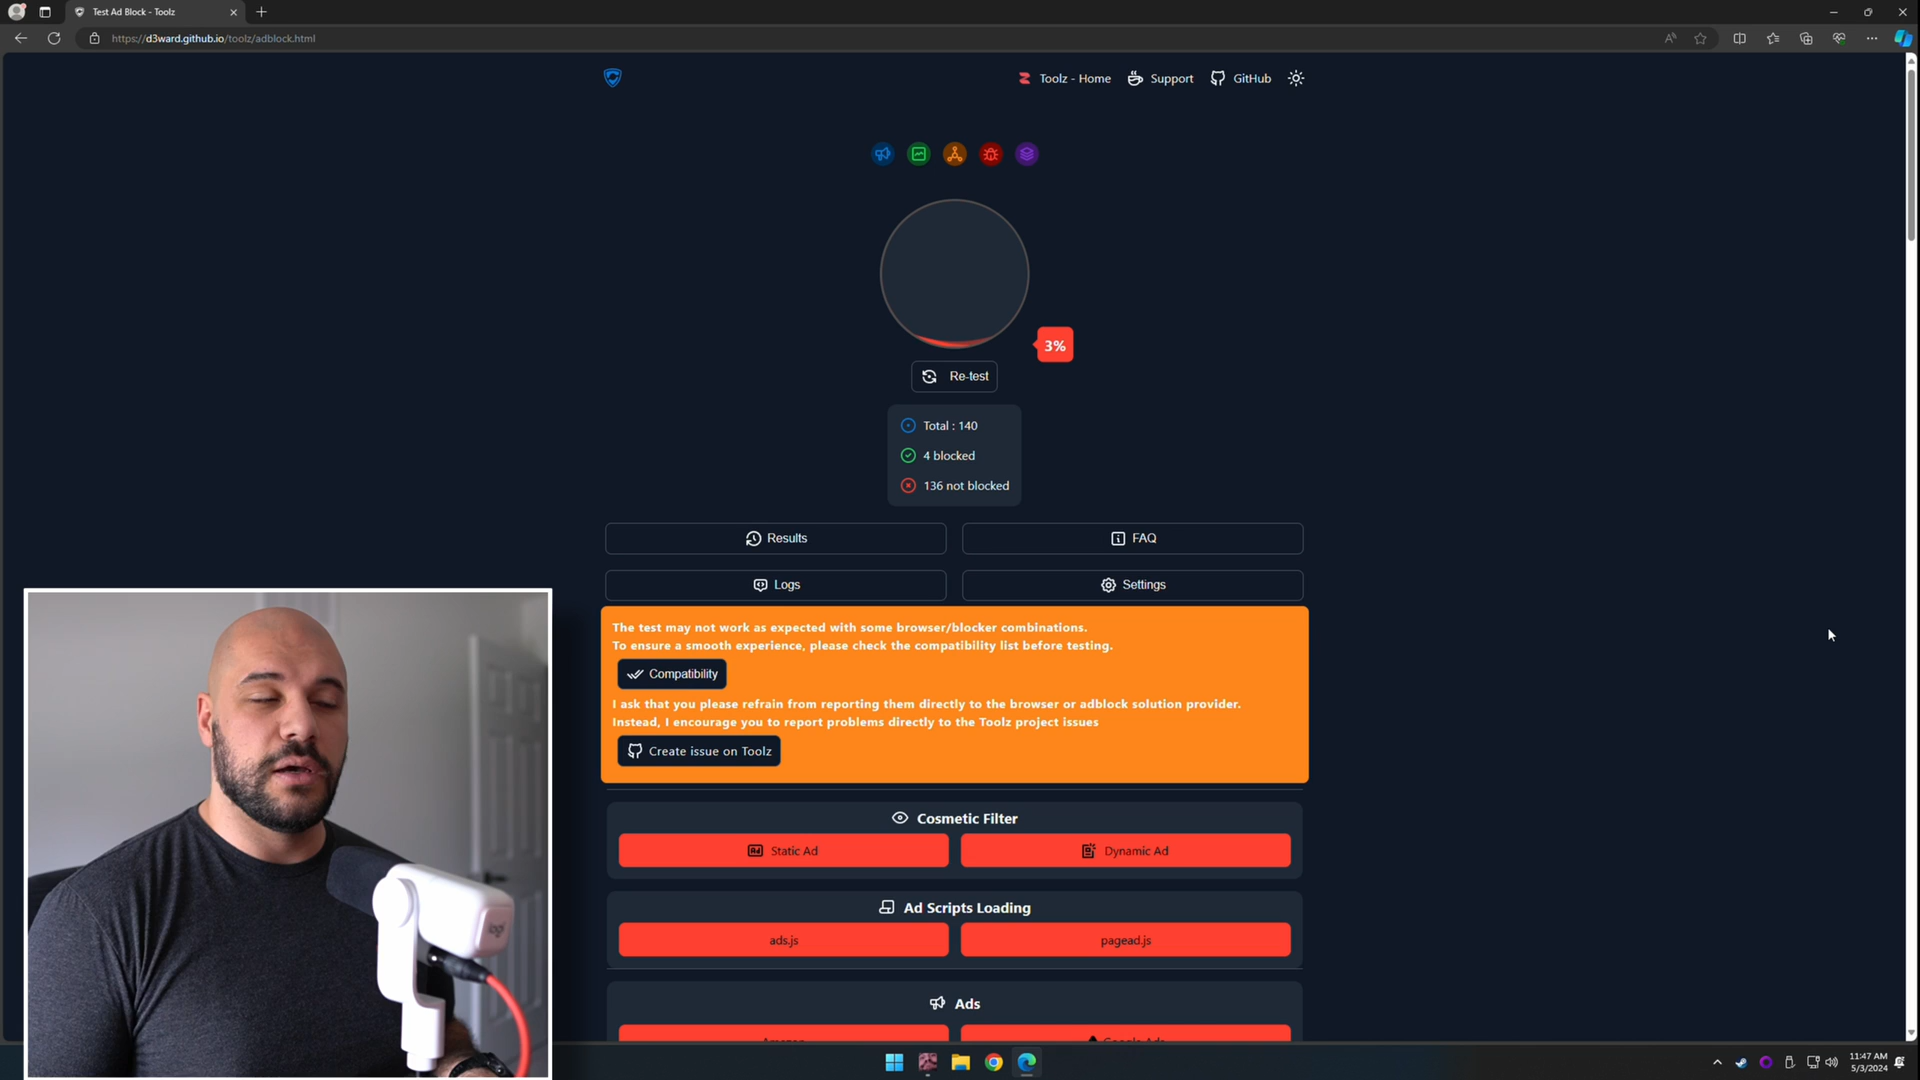 Test Ad Block - Toolz
https://d3ward.github.io/toolz/adblock.html
Toolz - Home
Support
GitHub
3%
Re-test
Total : 140
4 blocked
136 not blocked
Results
FAQ
Logs
Settings
The test may not work as expected with some browser/blocker combinations.
To ensure a smooth experience, please check the compatibility list before testing.
Compatibility
I ask that you please refrain from reporting them directly to the browser or adblock solution provider.
Instead, I encourage you to report problems directly to the Toolz project issues
Create issue on Toolz
Cosmetic Filter
Static Ad
Dynamic Ad
Ad Scripts Loading
ads.js
pagead.js
Ads
Amazon
Google Ads
logi
11:47 AM
5/3/2024